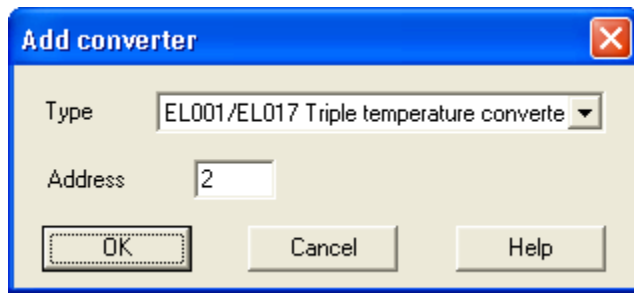 Add converter
Type EL001/EL017 Triple temperature converte
Address 2
OK Cancel Help